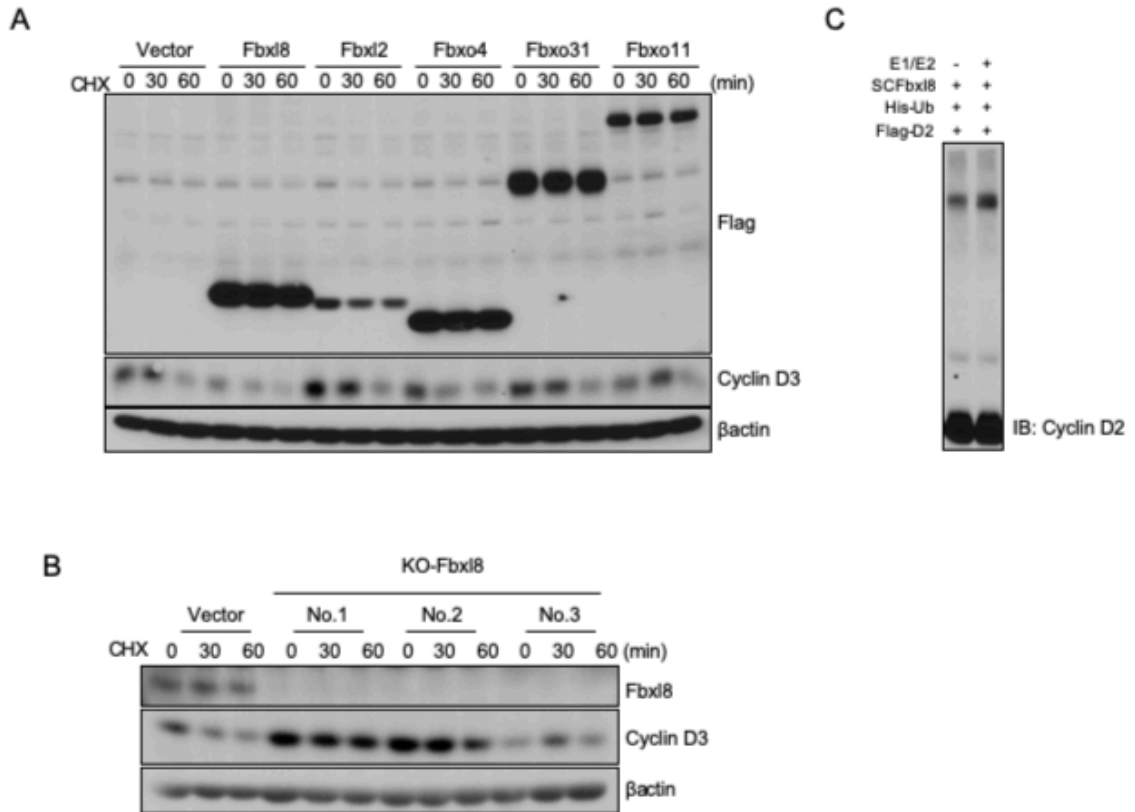 A
Vector Fbxl8 Fbxl2 Fbxo4 Fbxo31 Fbxo11
CHX 0 30 60 0 30 60 0 30 60 0 30 60 0 30 60 0 30 60 (min)
Flag
Cyclin D3
βactin
C
E1/E2 - +
SCFbxl8 + +
His-Ub + +
Flag-D2 + +
IB: Cyclin D2
B
KO-Fbxl8
Vector No.1 No.2 No.3
CHX 0 30 60 0 30 60 0 30 60 0 30 60 (min)
Fbxl8
Cyclin D3
βactin